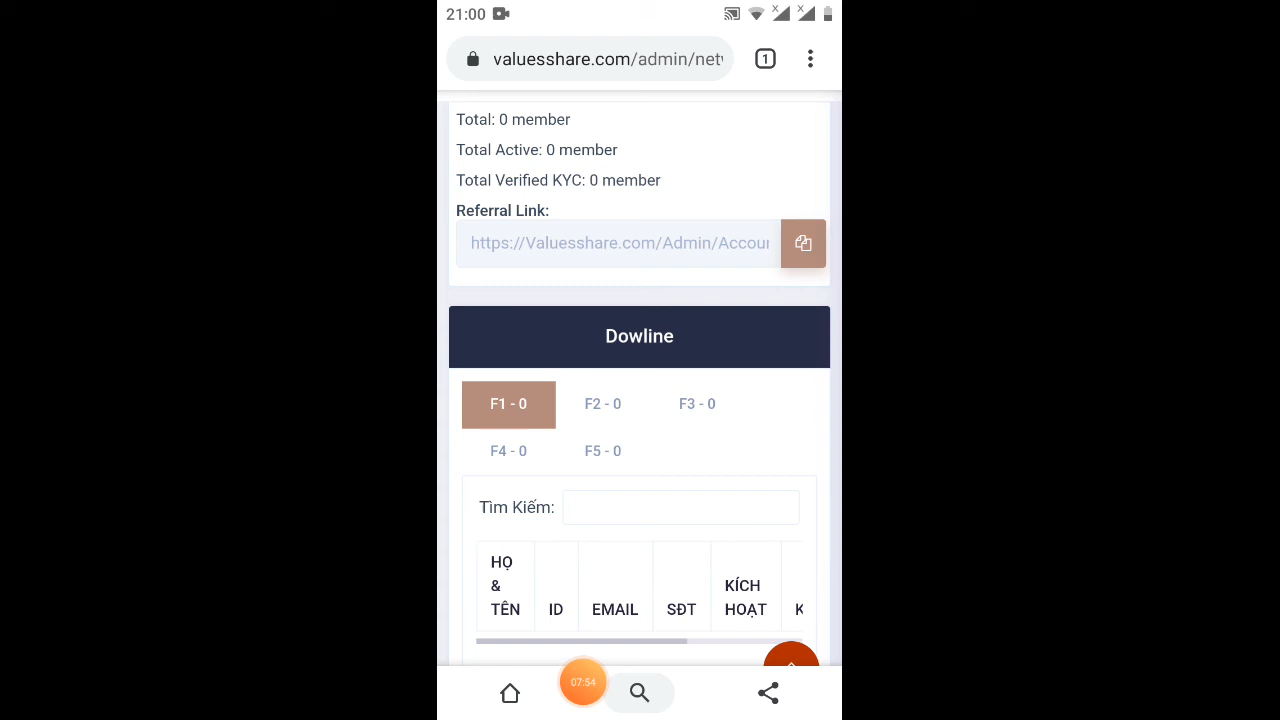 21:00
valuesshare.com/admin/netw
1
Total: 0 member
Total Active: 0 member
Total Verified KYC: 0 member
Referral Link:
https://Valuesshare.com/Admin/Accour
Dowline
F1 - 0 F2 - 0 F3 - 0
F4 - 0 F5 - 0
Tìm Kiếm:
HỌ
& KÍCH
TÊN ID EMAIL SĐT HOẠT K
07:54